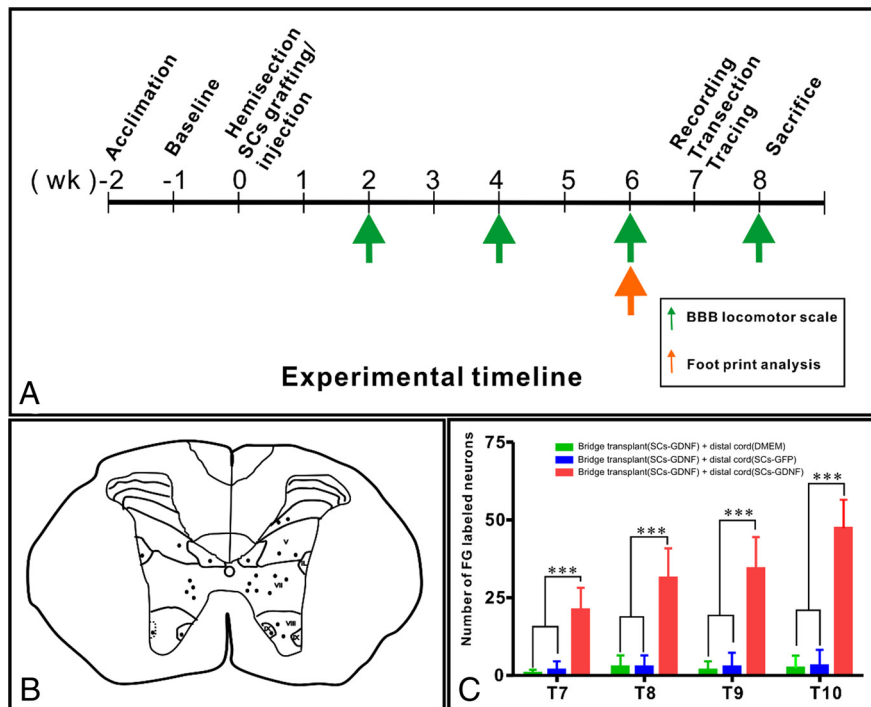 Acclimation
Baseline
Hemisection
SCs grafting/
injection
Recording
Transection
Tracing
Sacrifice
( wk ) -2 -1 0 1 2 3 4 5 6 7 8
BBB locomotor scale
Foot print analysis
Experimental timeline
A
V
VII
VIII
IX
B
Number of FG labeled neurons
75
50
25
0
Bridge transplant(SCs-GDNF) + distal cord(DMEM)
Bridge transplant(SCs-GDNF) + distal cord(SCs-GFP)
Bridge transplant(SCs-GDNF) + distal cord(SCs-GDNF)
*** *** *** ***
T7 T8 T9 T10
C